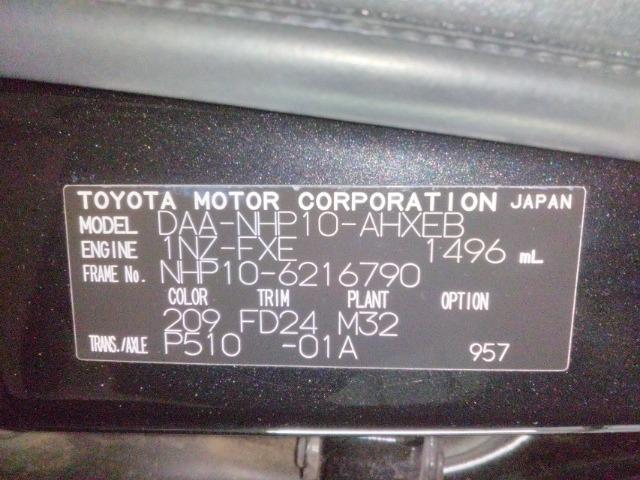 TOYOTA MOTOR CORPORATION JAPAN
MODEL DAA-NHP10-AHXEB
ENGINE 1NZ-FXE 1496 mL
FRAME No. NHP10-6216790
COLOR TRIM PLANT OPTION
209 FD24 M32
TRANS./AXLE P510 -01A 957